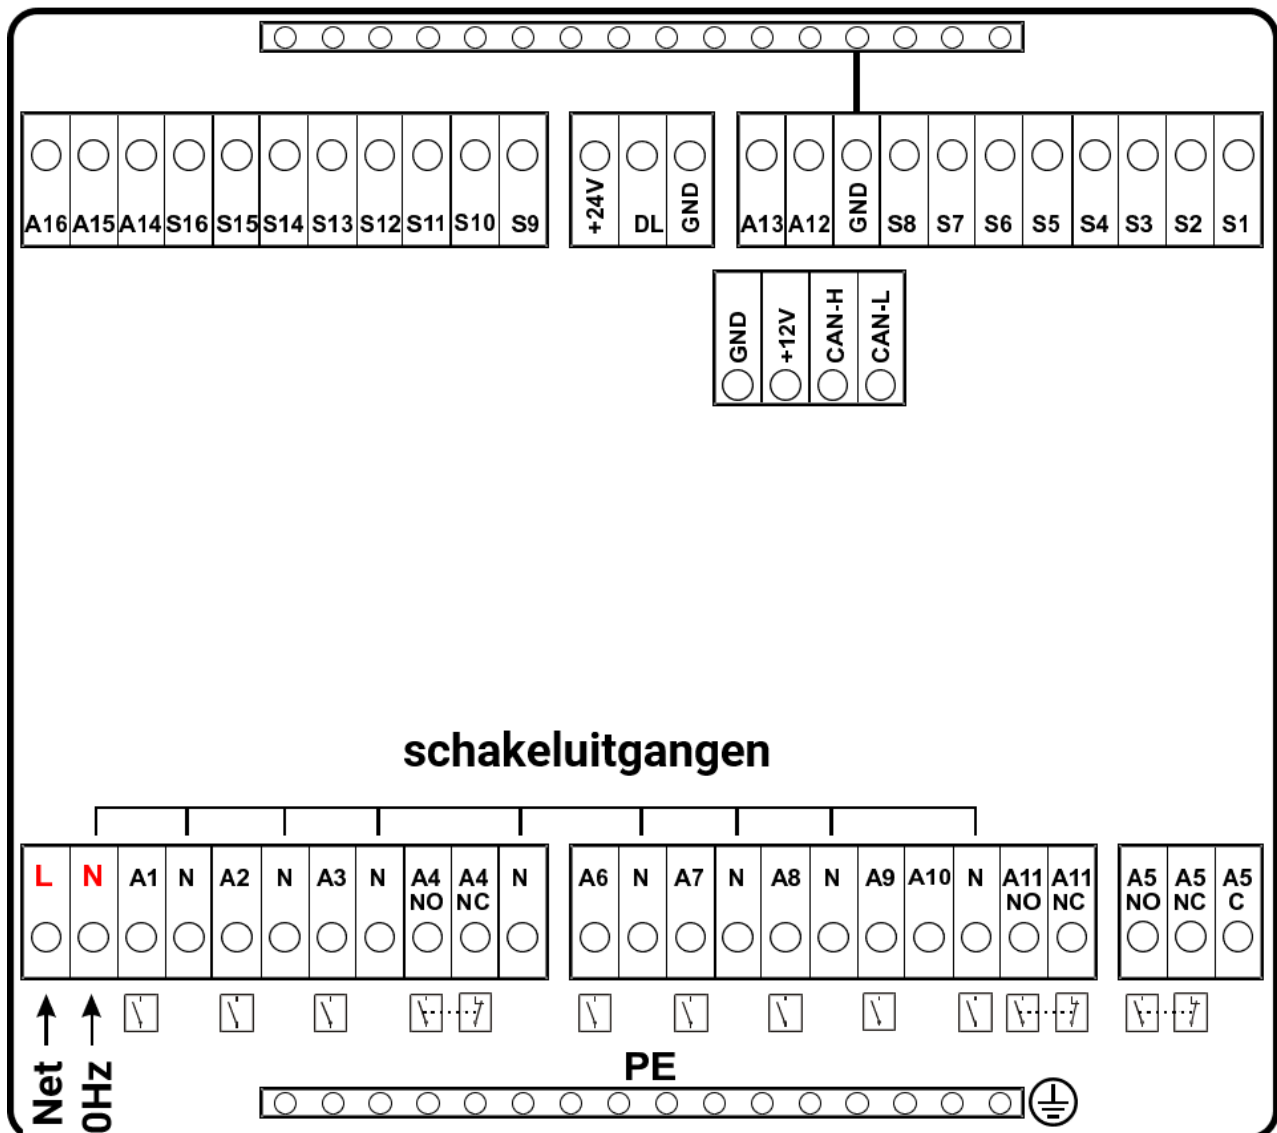 A16 A15 A14 S16 S15 S14 S13 S12 S11 S10 S9
+24V DL GND
A13 A12 GND S8 S7 S6 S5 S4 S3 S2 S1
GND +12V CAN-H CAN-L
schakeluitgangen
L N A1 N A2 N A3 N A4 NO A4 NC N
A6 N A7 N A8 N A9 A10 N A11 NO A11 NC
A5 NO A5 NC A5 C
Net
0Hz
PE